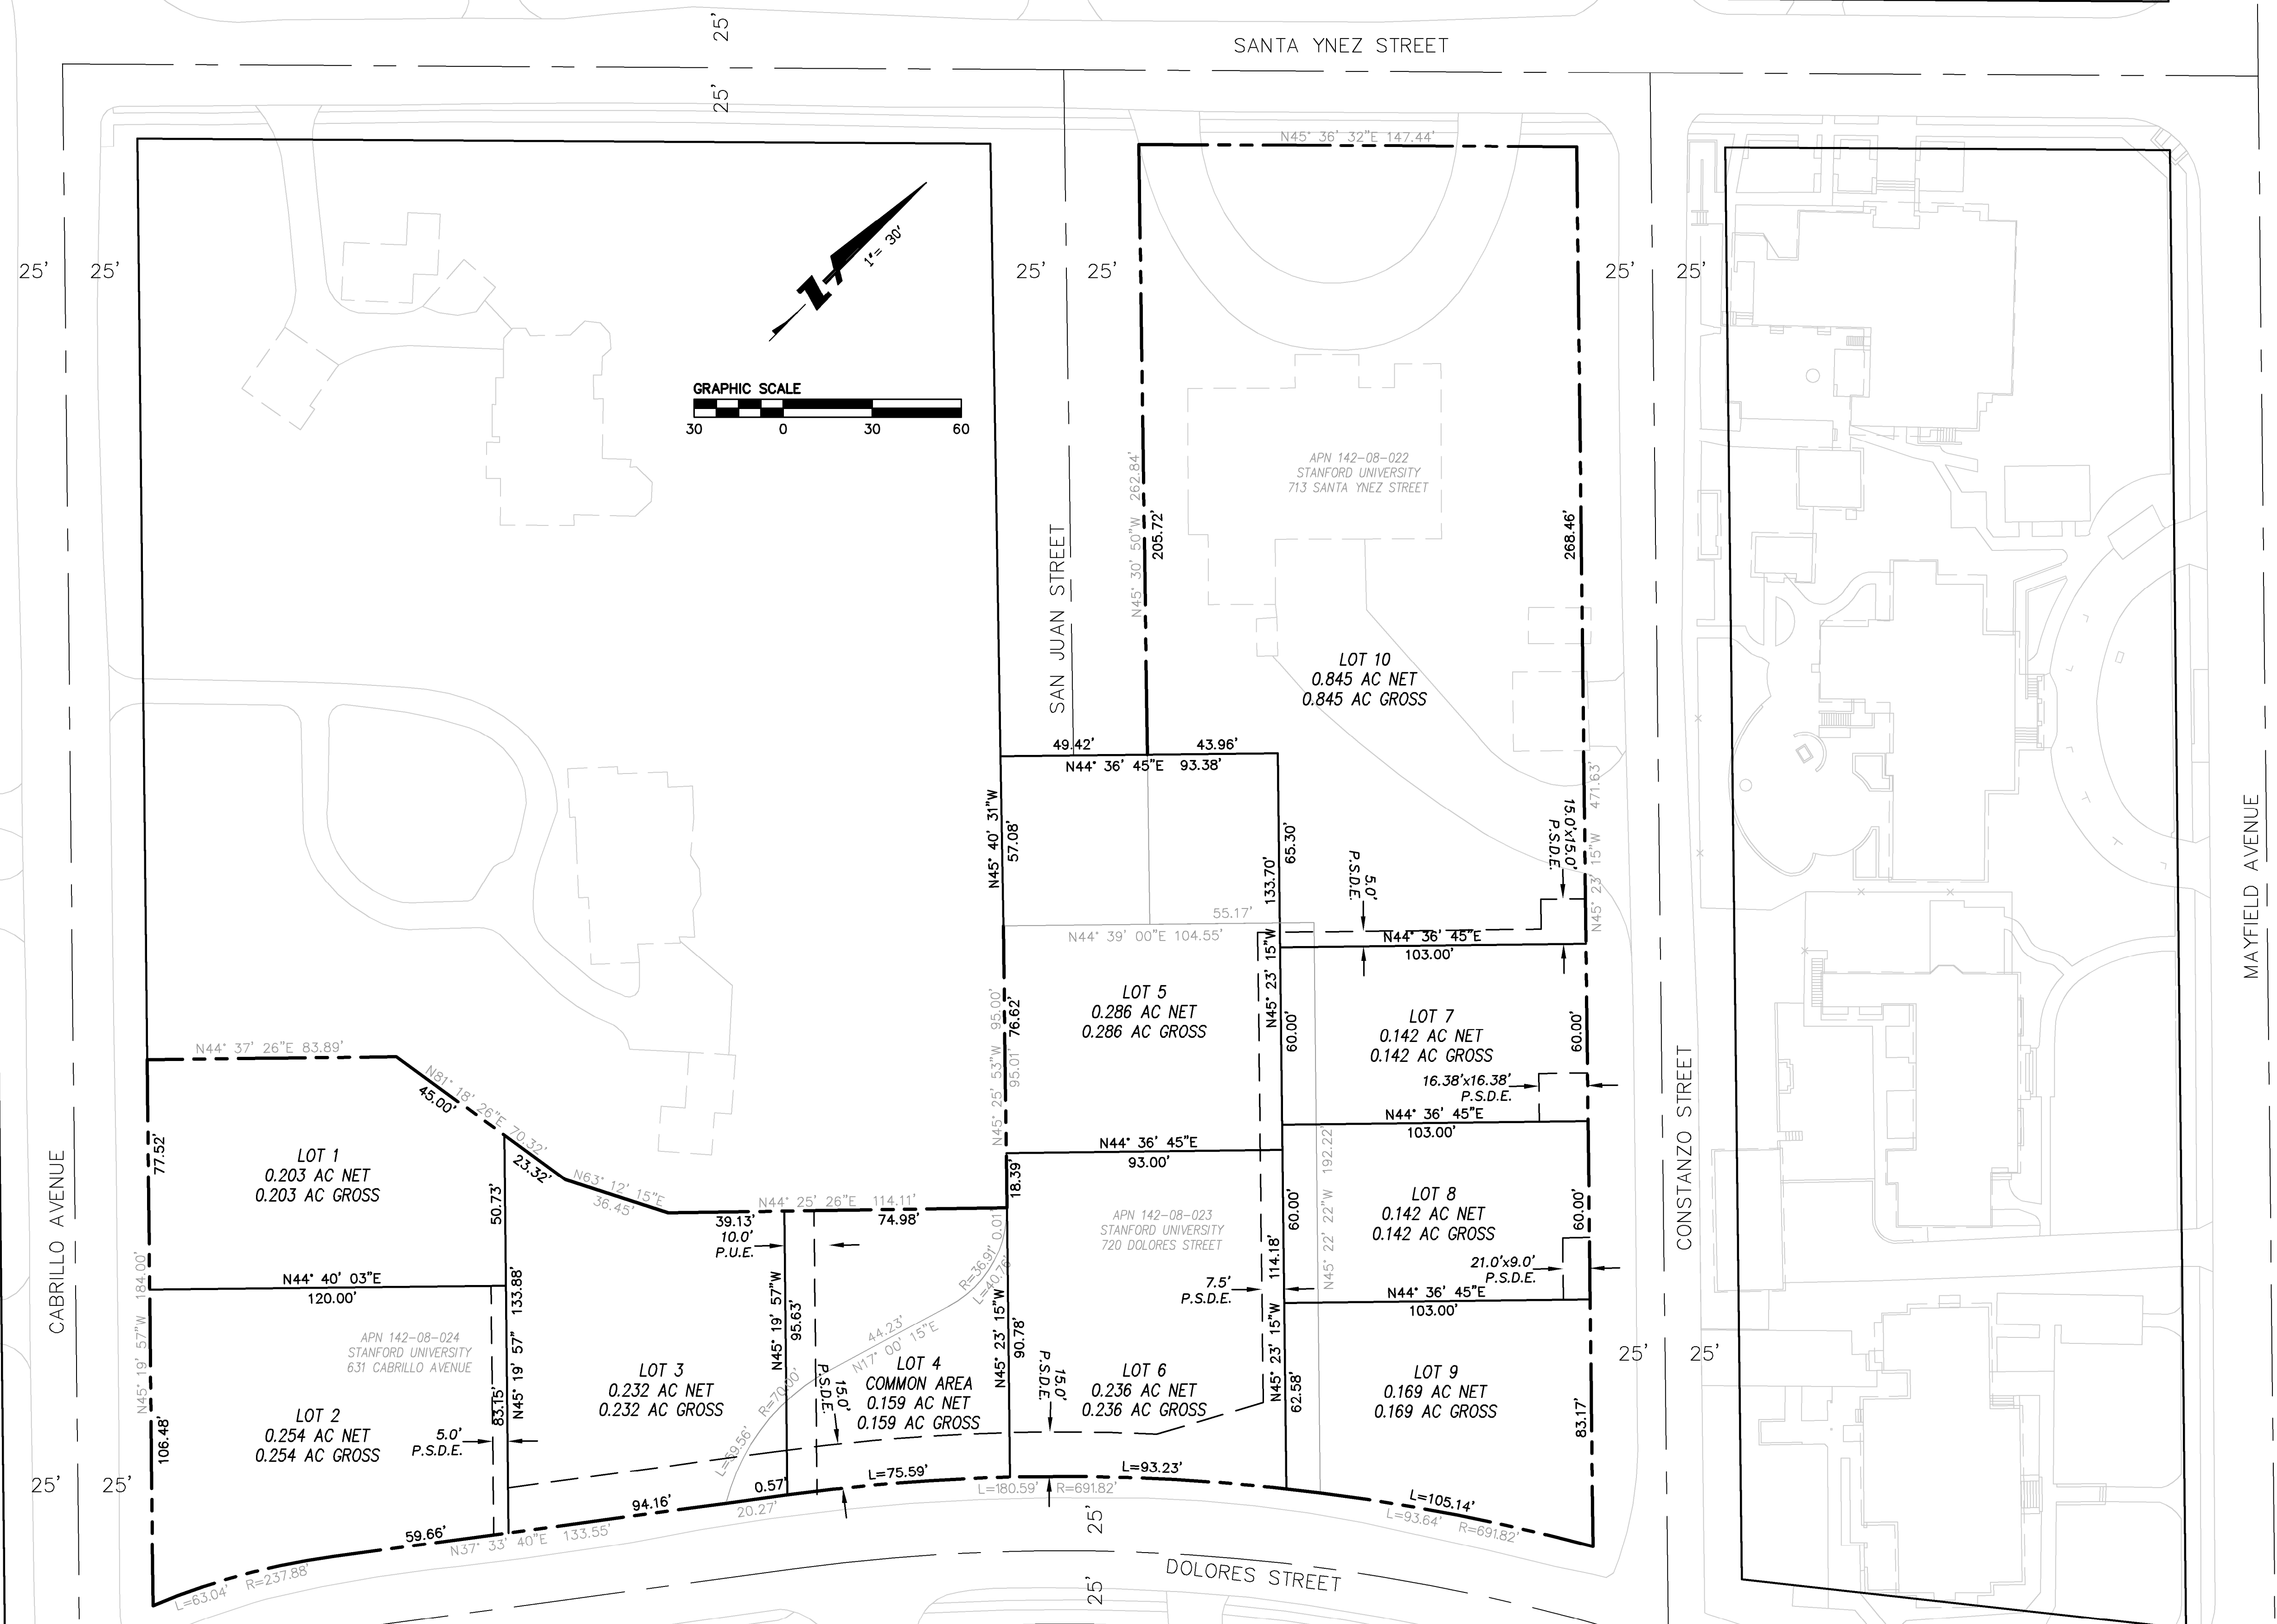 SANTA YNEZ STREET
25'
25'
N45° 36' 32"E 147.44'
25'
25'
25'
25'
25'
25'
1"= 30'
GRAPHIC SCALE
30 0 30 60
APN 142-08-022
STANFORD UNIVERSITY
713 SANTA YNEZ STREET
N45° 30' 50"W 262.84'
205.72'
268.46'
SAN JUAN STREET
LOT 10
0.845 AC NET
0.845 AC GROSS
49.42'
43.96'
N44° 36' 45"E 93.38'
N45° 40' 31"W
57.08'
65.30'
133.70'
N45° 23' 15"W
5.0'
P.S.D.E.
15.0'x15.0'
P.S.D.E.
N45° 23' 15"W 471.63'
MAYFIELD AVENUE
55.17'
N44° 39' 00"E 104.55'
N44° 36' 45"E
103.00'
LOT 5
0.286 AC NET
0.286 AC GROSS
N45° 25' 53"W 95.00'
95.01'
76.62'
60.00'
LOT 7
0.142 AC NET
0.142 AC GROSS
60.00'
16.38'x16.38'
P.S.D.E.
N44° 36' 45"E
103.00'
N44° 37' 26"E 83.89'
N81° 18' 26"E 70.32'
45.00'
23.32'
N63° 12' 15"E
36.45'
N44° 25' 26"E 114.11'
39.13'
74.98'
10.0'
P.U.E.
N44° 36' 45"E
93.00'
18.39'
LOT 1
0.203 AC NET
0.203 AC GROSS
77.52'
50.73'
CABRILLO AVENUE
CONSTANZO STREET
LOT 8
0.142 AC NET
0.142 AC GROSS
60.00'
60.00'
N45° 22' 22"W 192.22'
APN 142-08-023
STANFORD UNIVERSITY
720 DOLORES STREET
21.0'x9.0'
P.S.D.E.
N44° 36' 45"E
103.00'
7.5'
P.S.D.E.
114.18'
N45° 23' 15"W
N44° 40' 03"E
120.00'
N45° 19' 57"W 184.00'
APN 142-08-024
STANFORD UNIVERSITY
631 CABRILLO AVENUE
N45° 19' 57" 133.88'
N45° 19' 57"W
95.63'
R=36.91' 0.01
L=40.76'
44.23'
N17° 00' 15"E
R=70.00'
L=59.56'
N45° 23' 15"W
90.78'
LOT 3
0.232 AC NET
0.232 AC GROSS
LOT 4
COMMON AREA
0.159 AC NET
0.159 AC GROSS
15.0'
P.S.D.E.
15.0'
P.S.D.E.
LOT 6
0.236 AC NET
0.236 AC GROSS
62.58'
LOT 9
0.169 AC NET
0.169 AC GROSS
83.17'
25'
25'
LOT 2
0.254 AC NET
0.254 AC GROSS
106.48'
83.15'
5.0'
P.S.D.E.
25'
25'
59.66'
94.16'
0.57'
L=75.59'
L=93.23'
L=105.14'
L=180.59' R=691.82'
L=93.64' R=691.82'
20.27'
N37° 33' 40"E 133.55'
L=63.04' R=237.88'
25'
25'
DOLORES STREET